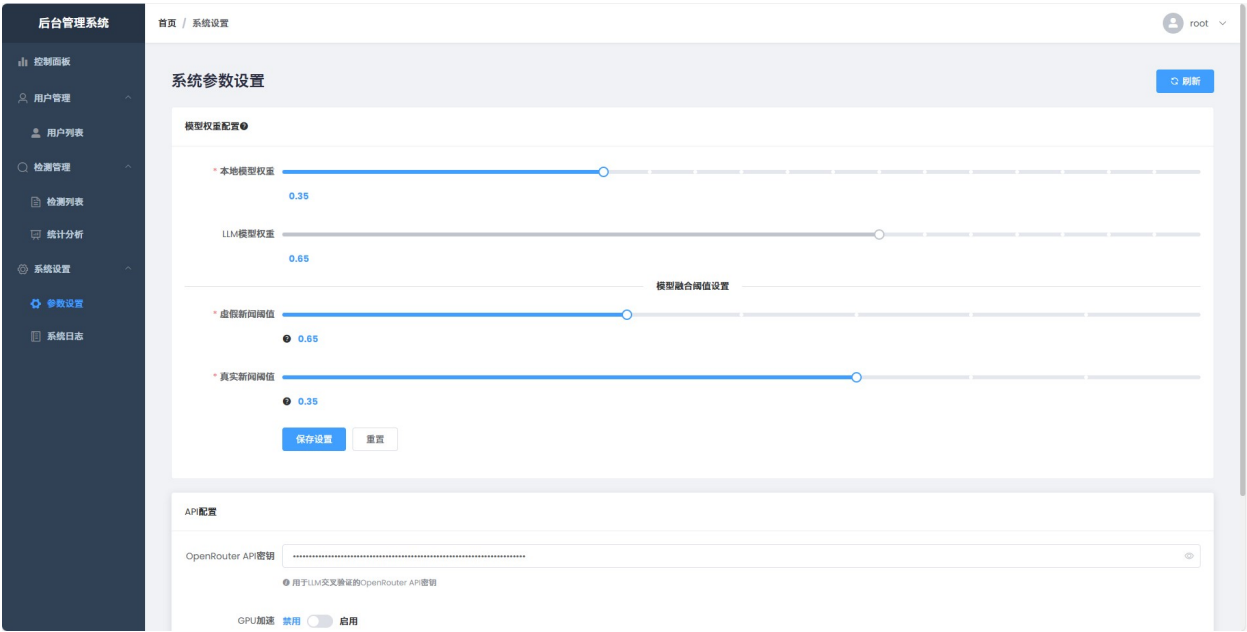 后台管理系统
首页 / 系统设置
root
控制面板
用户管理
用户列表
检测管理
检测列表
统计分析
系统设置
参数设置
系统日志
系统参数设置
刷新
模型权重配置
* 本地模型权重
0.35
LLM模型权重
0.65
模型融合阈值设置
* 虚假新闻阈值
0.65
* 真实新闻阈值
0.35
保存设置 重置
API配置
OpenRouter API密钥
用于LLM交叉验证的OpenRouter API密钥
GPU加速 禁用 启用